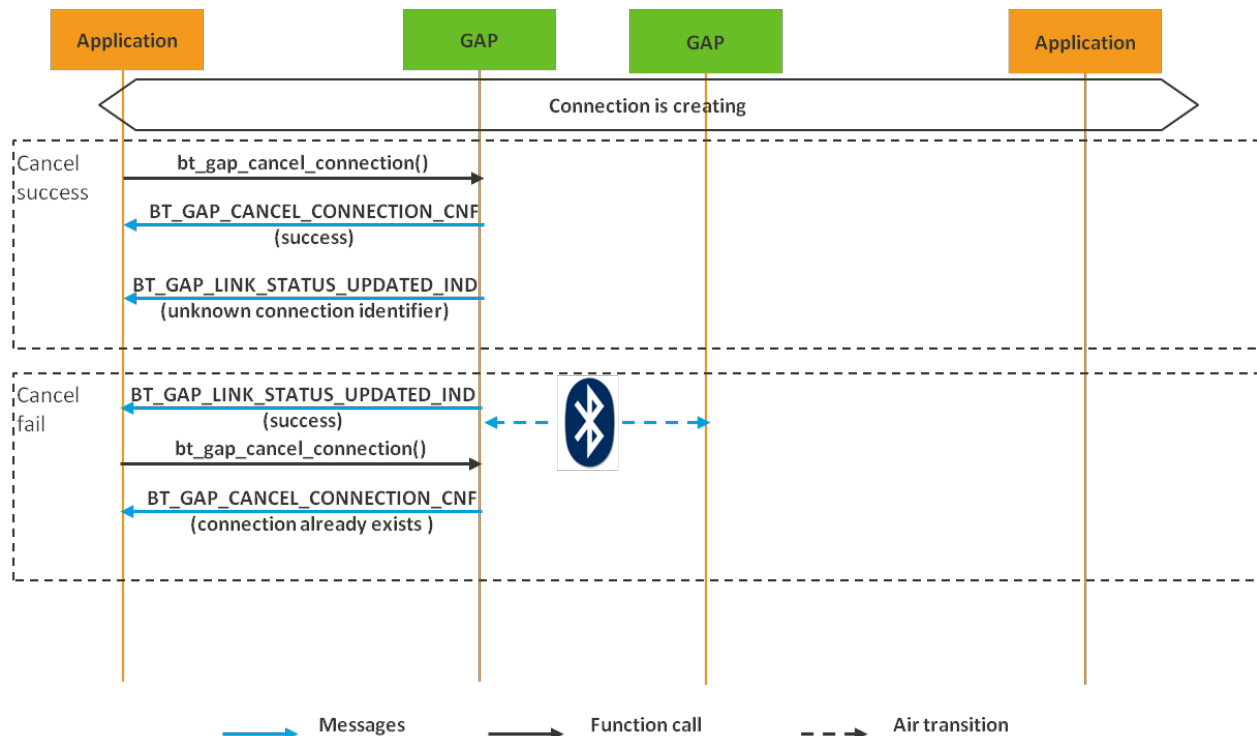 Application
GAP
GAP
Application
Connection is creating
Cancel
success
bt_gap_cancel_connection()
BT_GAP_CANCEL_CONNECTION_CNF
(success)
BT_GAP_LINK_STATUS_UPDATED_IND
(unknown connection identifier)
Cancel
fail
BT_GAP_LINK_STATUS_UPDATED_IND
(success)
bt_gap_cancel_connection()
BT_GAP_CANCEL_CONNECTION_CNF
(connection already exists )
Messages
Function call
Air transition